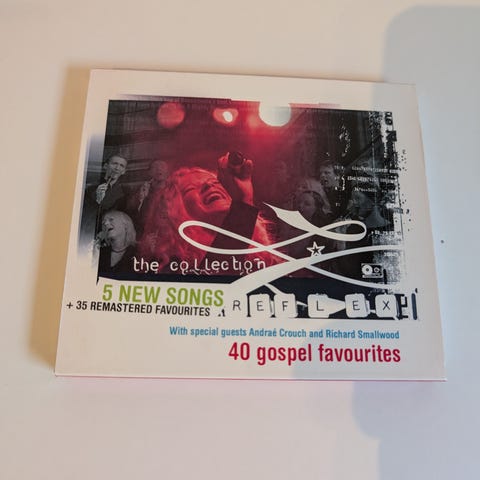 the collection
5 NEW SONGS
+ 35 REMASTERED FAVOURITES
REFLEX
With special guests Andraé Crouch and Richard Smallwood
40 gospel favourites